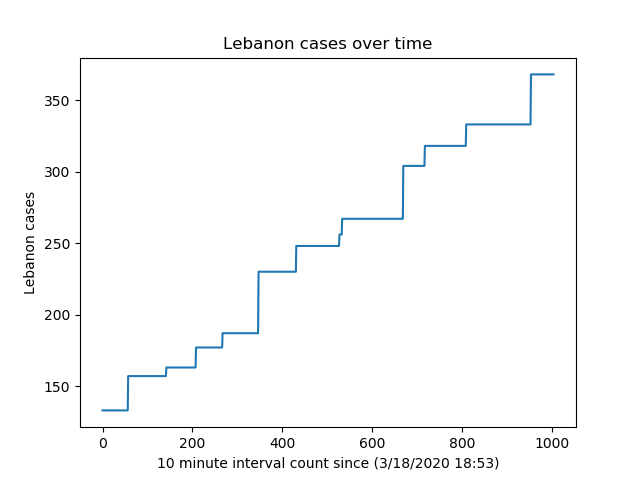 Lebanon cases over time
350
300
250
200
150
Lebanon cases
0 200 400 600 800 1000
10 minute interval count since (3/18/2020 18:53)